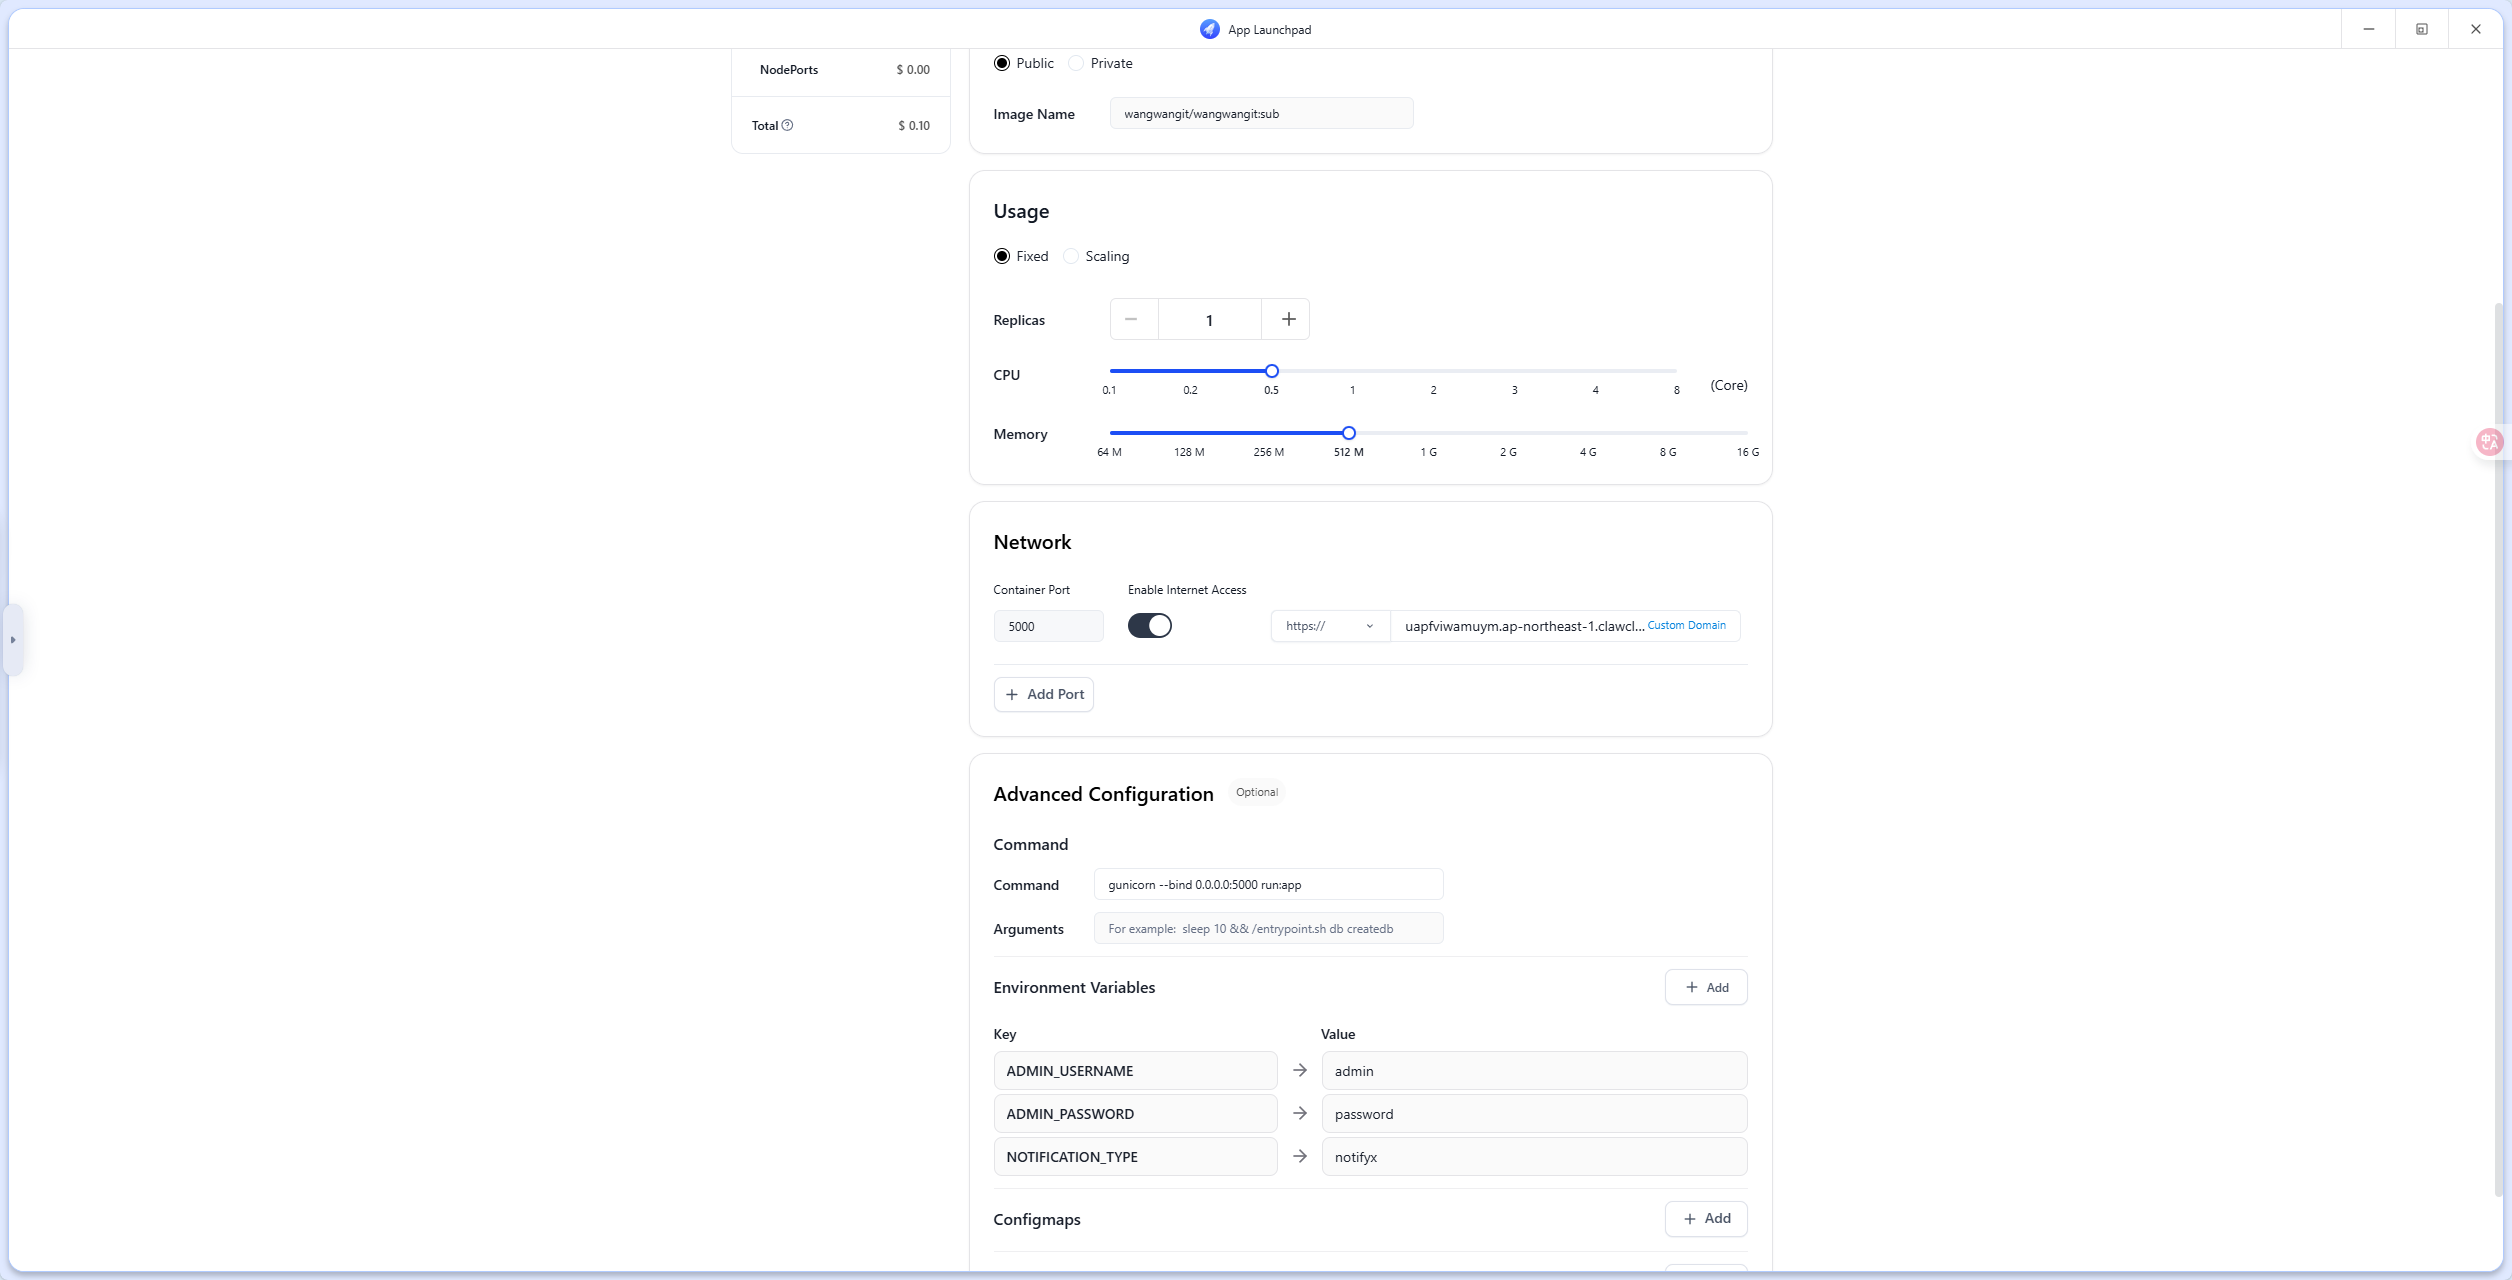 App Launchpad
NodePorts $ 0.00
Total $ 0.10
Public Private
Image Name wangwangit/wangwangit:sub
Usage
Fixed Scaling
Replicas 1
CPU
0.1 0.2 0.5 1 2 3 4 8 (Core)
Memory
64 M 128 M 256 M 512 M 1 G 2 G 4 G 8 G 16 G
Network
Container Port Enable Internet Access
5000 https:// uapfviwamuym.ap-northeast-1.clawcl... Custom Domain
Add Port
Advanced Configuration Optional
Command
Command gunicorn --bind 0.0.0.0:5000 run:app
Arguments For example: sleep 10 && /entrypoint.sh db createdb
Environment Variables Add
Key Value
ADMIN_USERNAME admin
ADMIN_PASSWORD password
NOTIFICATION_TYPE notifyx
Configmaps Add